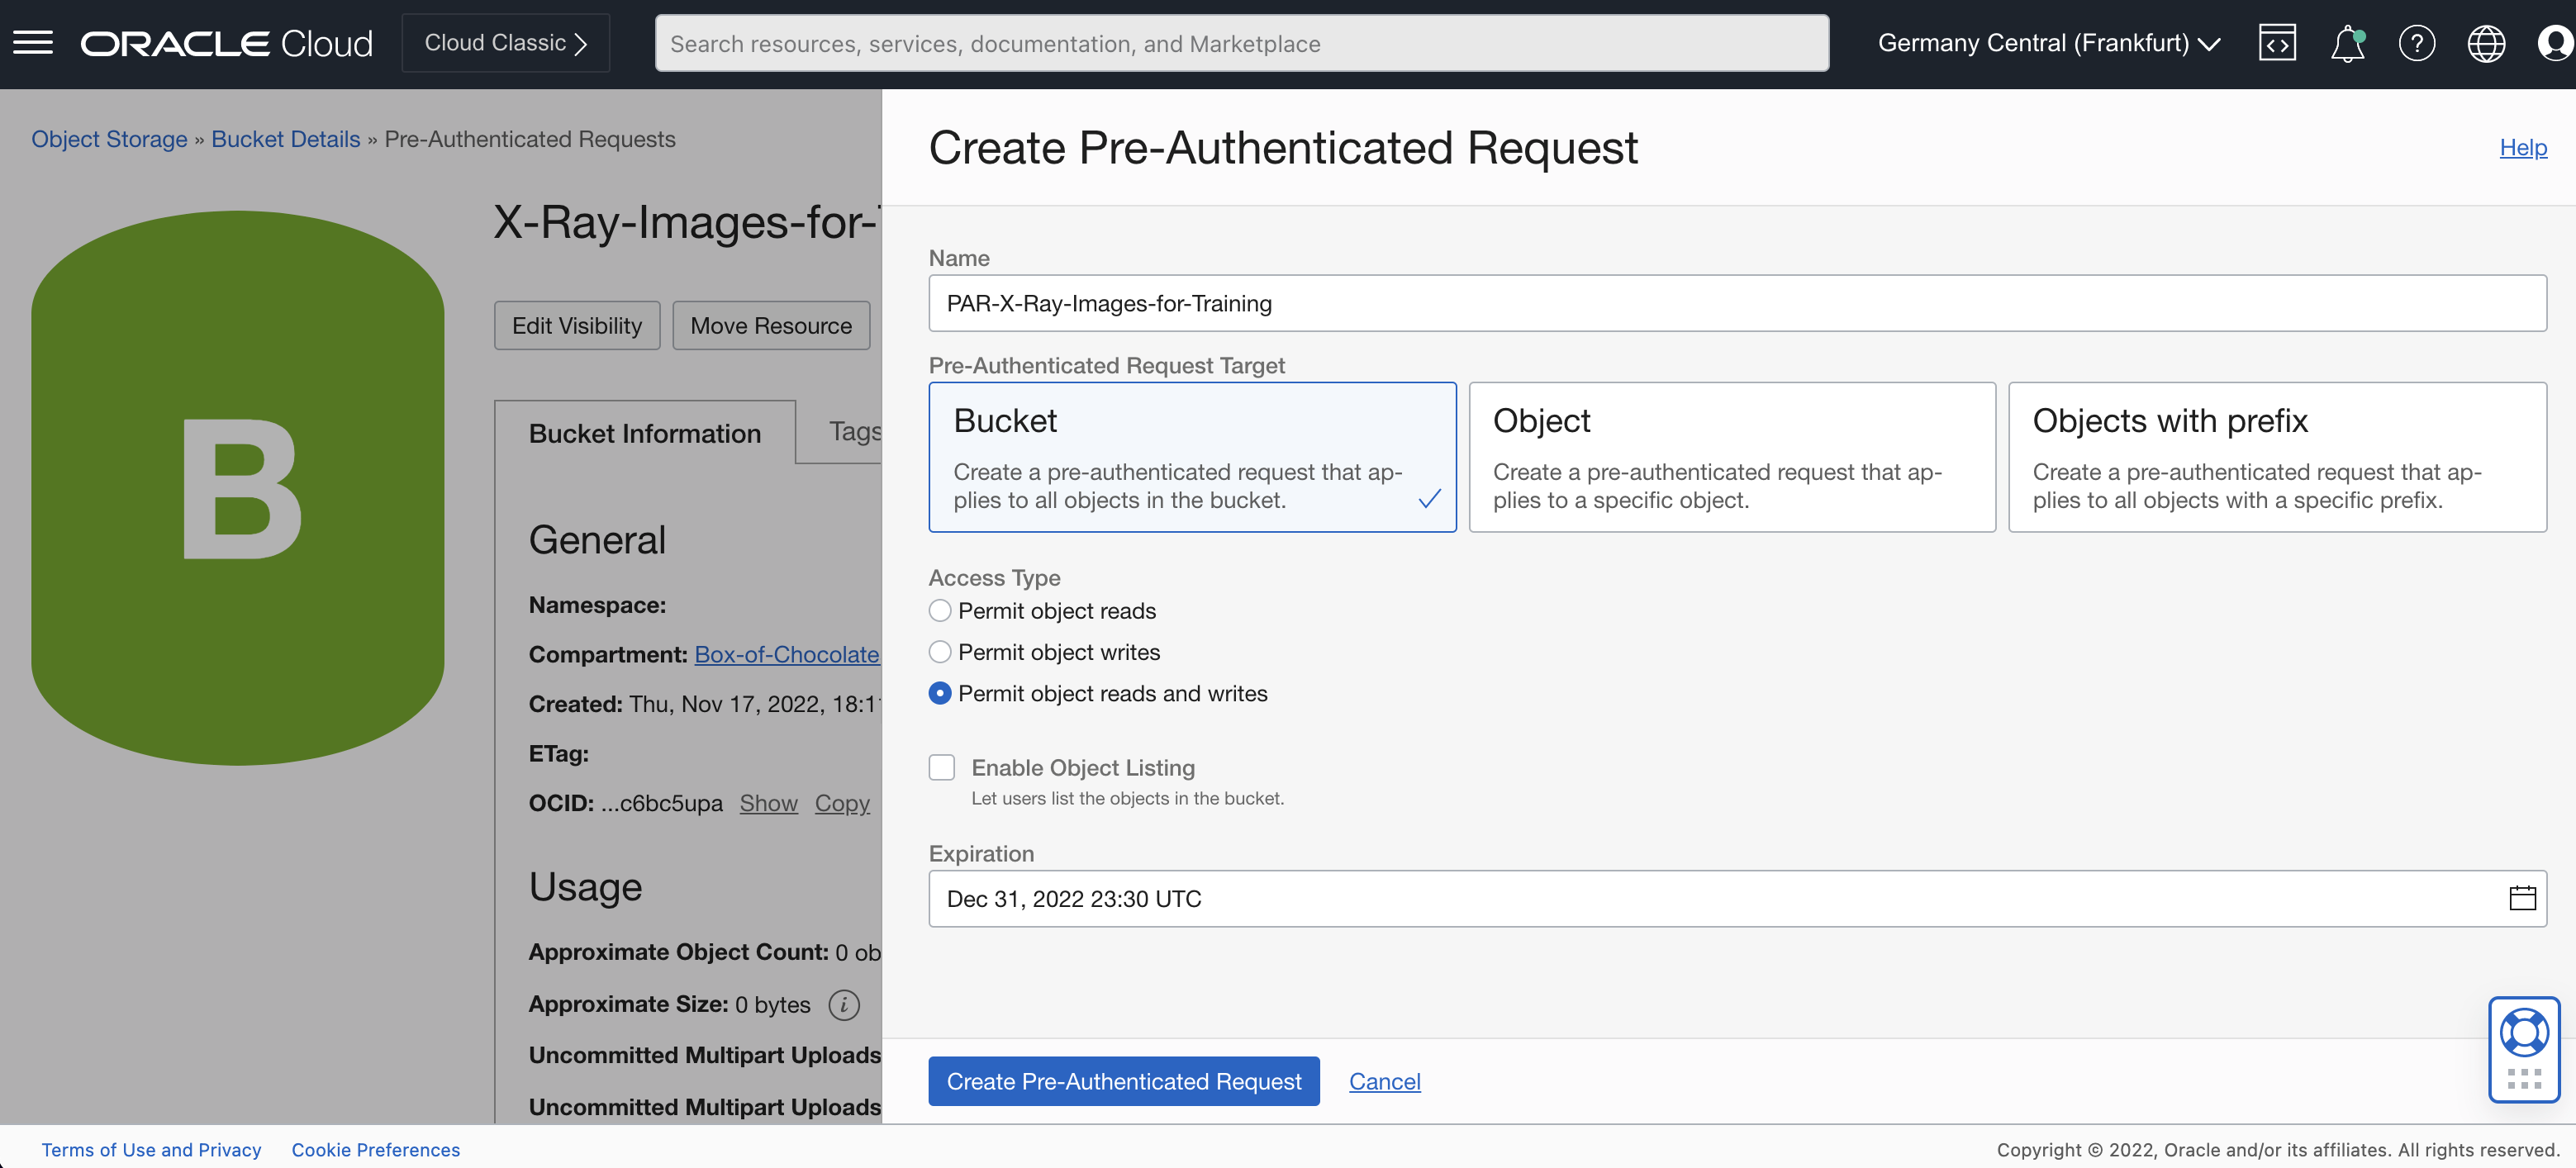 ORACLE Cloud
Cloud Classic
Search resources, services, documentation, and Marketplace
Germany Central (Frankfurt)
Object Storage » Bucket Details » Pre-Authenticated Requests
B
X-Ray-Images-for-
Edit Visibility
Move Resource
Bucket Information
Tags
General
Namespace:
Compartment: Box-of-Chocolate
Created: Thu, Nov 17, 2022, 18:1
ETag:
OCID: ...c6bc5upa Show Copy
Usage
Approximate Object Count: 0 ob
Approximate Size: 0 bytes i
Uncommitted Multipart Uploads
Uncommitted Multipart Uploads
Create Pre-Authenticated Request
Help
Name
PAR-X-Ray-Images-for-Training
Pre-Authenticated Request Target
Bucket
Create a pre-authenticated request that ap-
plies to all objects in the bucket.
Object
Create a pre-authenticated request that ap-
plies to a specific object.
Objects with prefix
Create a pre-authenticated request that ap-
plies to all objects with a specific prefix.
Access Type
Permit object reads
Permit object writes
Permit object reads and writes
Enable Object Listing
Let users list the objects in the bucket.
Expiration
Dec 31, 2022 23:30 UTC
Create Pre-Authenticated Request
Cancel
Terms of Use and Privacy
Cookie Preferences
Copyright © 2022, Oracle and/or its affiliates. All rights reserved.